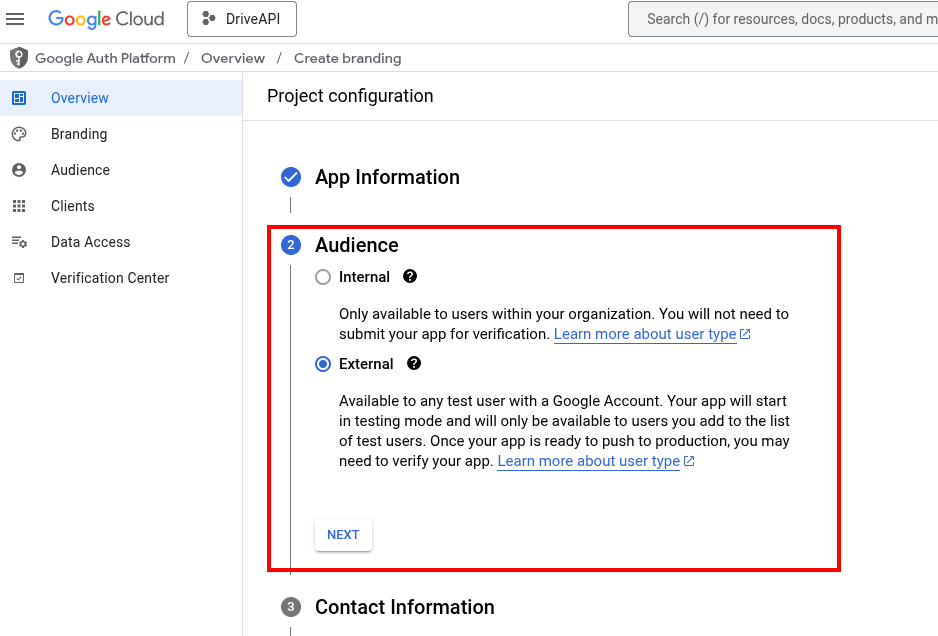 Google Cloud
DriveAPI
Search (/) for resources, docs, products, and m
Google Auth Platform / Overview / Create branding
Overview
Branding
Audience
Clients
Data Access
Verification Center
Project configuration
App Information
2 Audience
Internal ?
Only available to users within your organization. You will not need to
submit your app for verification. Learn more about user type
External ?
Available to any test user with a Google Account. Your app will start
in testing mode and will only be available to users you add to the list
of test users. Once your app is ready to push to production, you may
need to verify your app. Learn more about user type
NEXT
3 Contact Information